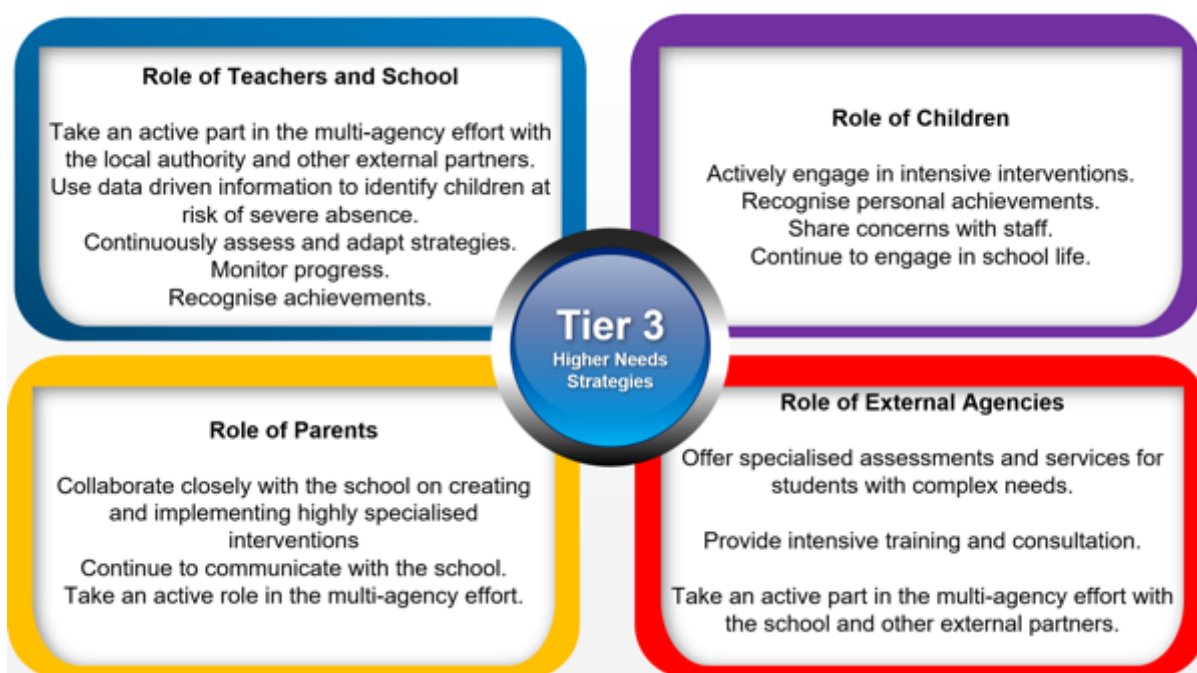 Role of Teachers and School
Take an active part in the multi-agency effort with
the local authority and other external partners.
Use data driven information to identify children at
risk of severe absence.
Continuously assess and adapt strategies.
Monitor progress.
Recognise achievements.
Role of Children
Actively engage in intensive interventions.
Recognise personal achievements.
Share concerns with staff.
Continue to engage in school life.
Tier 3
Higher Needs
Strategies
Role of Parents
Collaborate closely with the school on creating
and implementing highly specialised
interventions
Continue to communicate with the school.
Take an active role in the multi-agency effort.
Role of External Agencies
Offer specialised assessments and services for
students with complex needs.
Provide intensive training and consultation.
Take an active part in the multi-agency effort with
the school and other external partners.